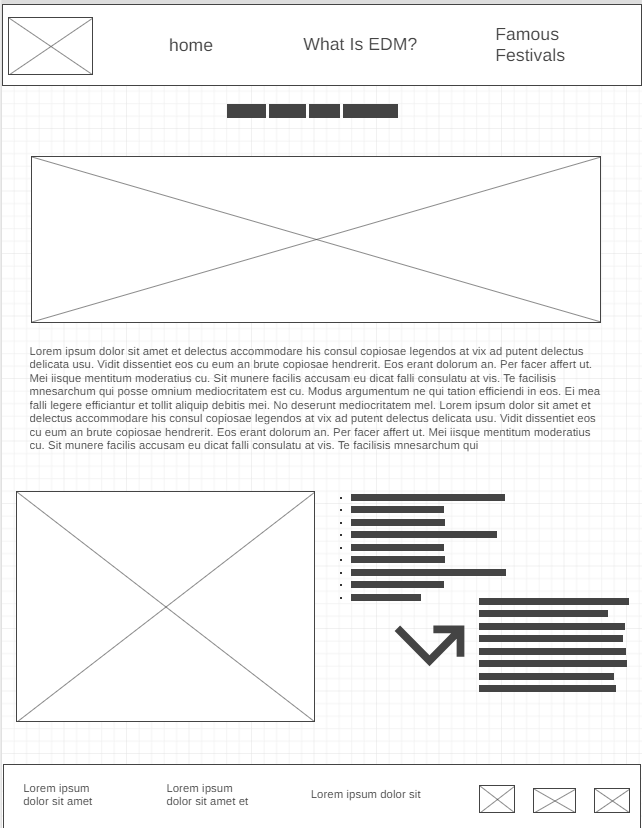 home
What Is EDM?
Famous
Festivals
Lorem ipsum dolor sit amet et delectus accommodare his consul copiosae legendos at vix ad putent delectus
delicata usu. Vidit dissentiet eos cu eum an brute copiosae hendrerit. Eos erant dolorum an. Per facer affert ut.
Mei iisque mentitum moderatius cu. Sit munere facilis accusam eu dicat falli consulatu at vis. Te facilisis
mnesarchum qui posse omnium mediocritatem est cu. Modus argumentum ne qui tation efficiendi in eos. Ei mea
falli legere efficiantur et tollit aliquip debitis mei. No deserunt mediocritatem mel. Lorem ipsum dolor sit amet et
delectus accommodare his consul copiosae legendos at vix ad putent delectus delicata usu. Vidit dissentiet eos
cu eum an brute copiosae hendrerit. Eos erant dolorum an. Per facer affert ut. Mei iisque mentitum moderatius
cu. Sit munere facilis accusam eu dicat falli consulatu at vis. Te facilisis mnesarchum qui
Lorem ipsum
dolor sit amet
Lorem ipsum
dolor sit amet et
Lorem ipsum dolor sit